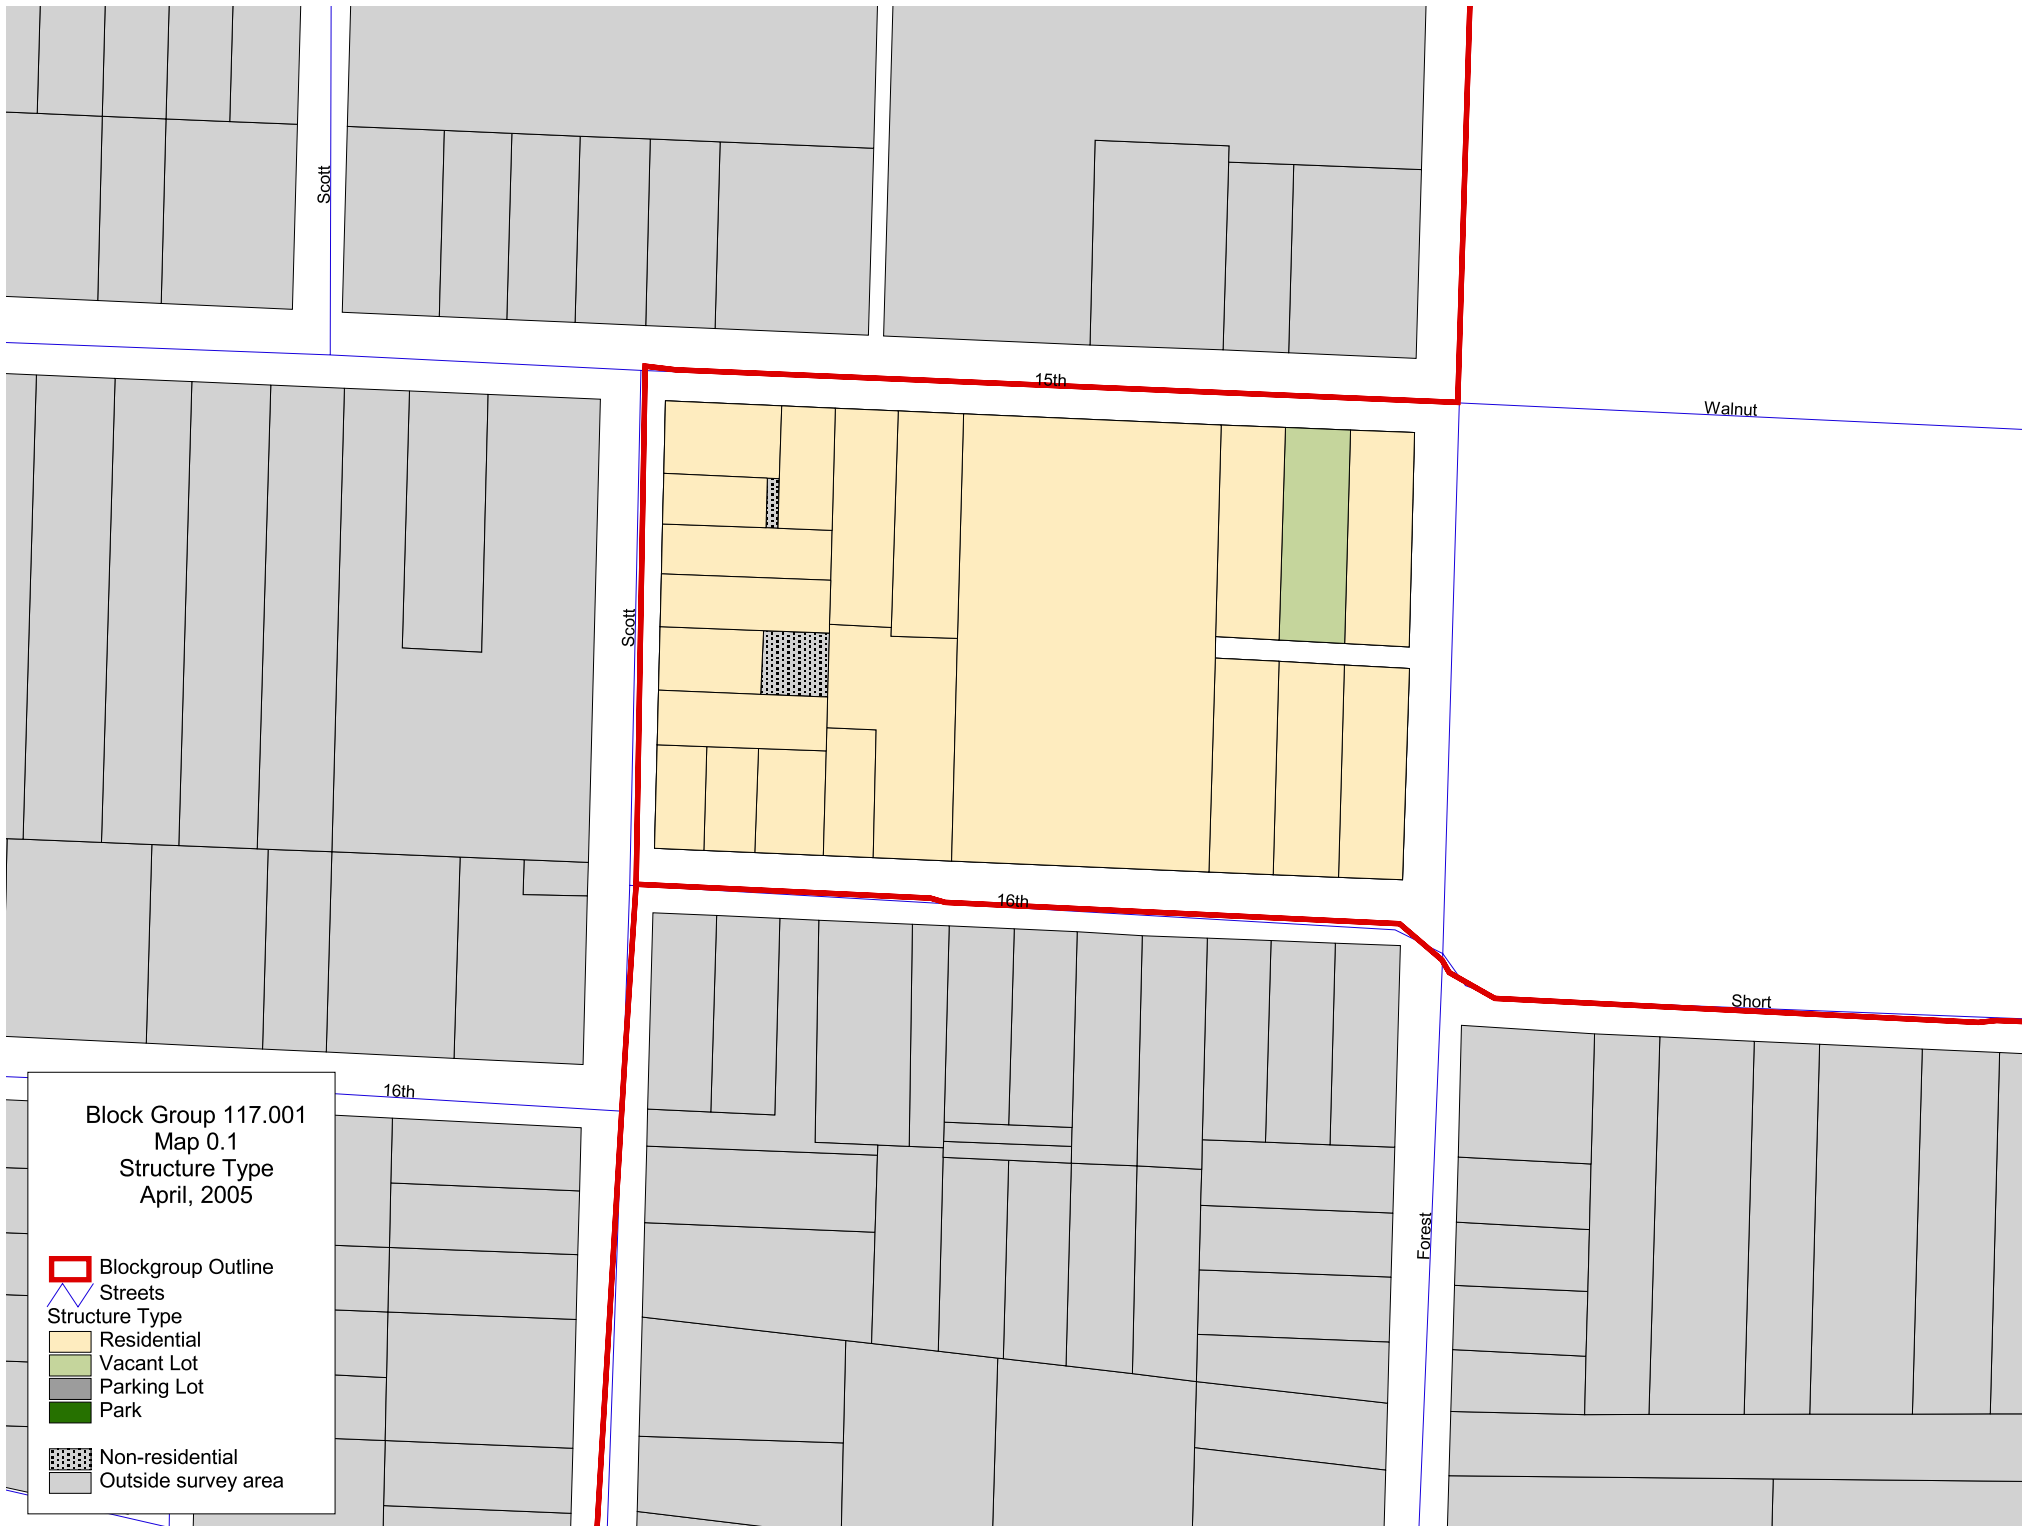 Scott
15th
Walnut
Scott
16th
Short
16th
Forest
Block Group 117.001
Map 0.1
Structure Type
April, 2005
Blockgroup Outline
Streets
Structure Type
Residential
Vacant Lot
Parking Lot
Park
Non-residential
Outside survey area